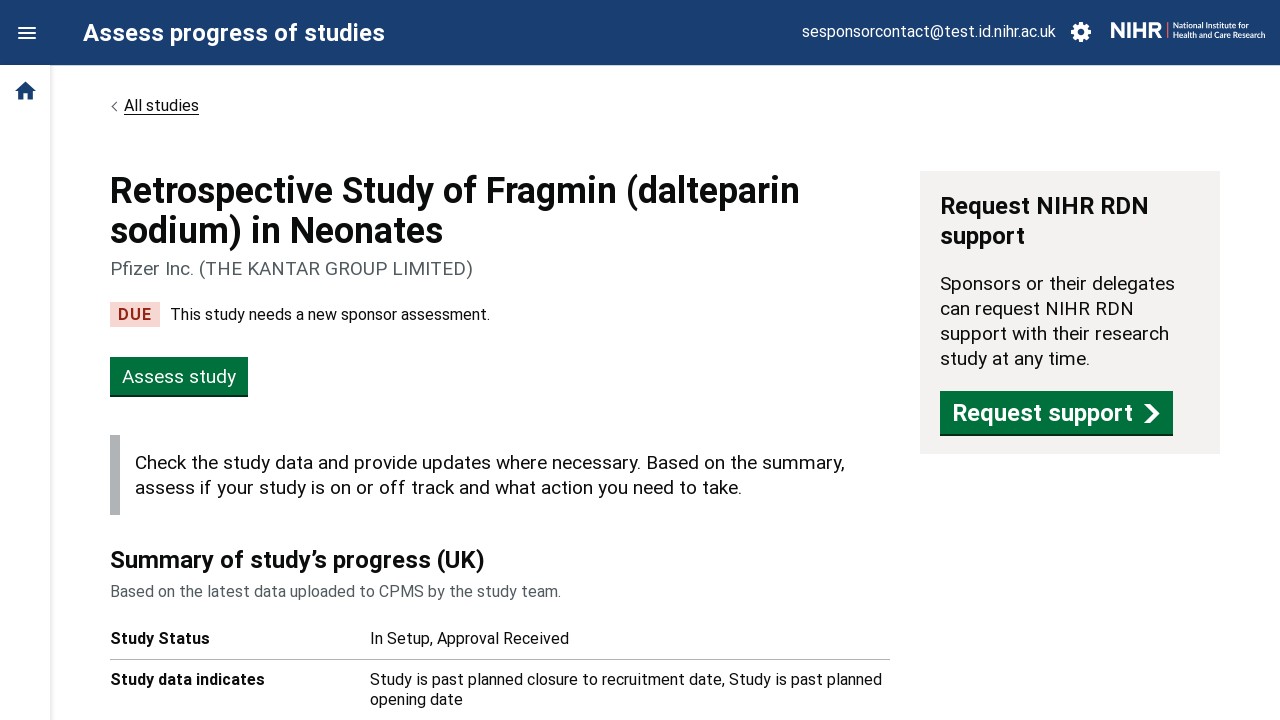 Assess progress of studies
sesponsorcontact@test.id.nihr.ac.uk
NIHR | National Institute for
Health and Care Research
All studies
Retrospective Study of Fragmin (dalteparin
sodium) in Neonates
Pfizer Inc. (THE KANTAR GROUP LIMITED)
DUE This study needs a new sponsor assessment.
Assess study
Check the study data and provide updates where necessary. Based on the summary,
assess if your study is on or off track and what action you need to take.
Summary of study’s progress (UK)
Based on the latest data uploaded to CPMS by the study team.
Study Status In Setup, Approval Received
Study data indicates Study is past planned closure to recruitment date, Study is past planned
opening date
Request NIHR RDN
support
Sponsors or their delegates
can request NIHR RDN
support with their research
study at any time.
Request support